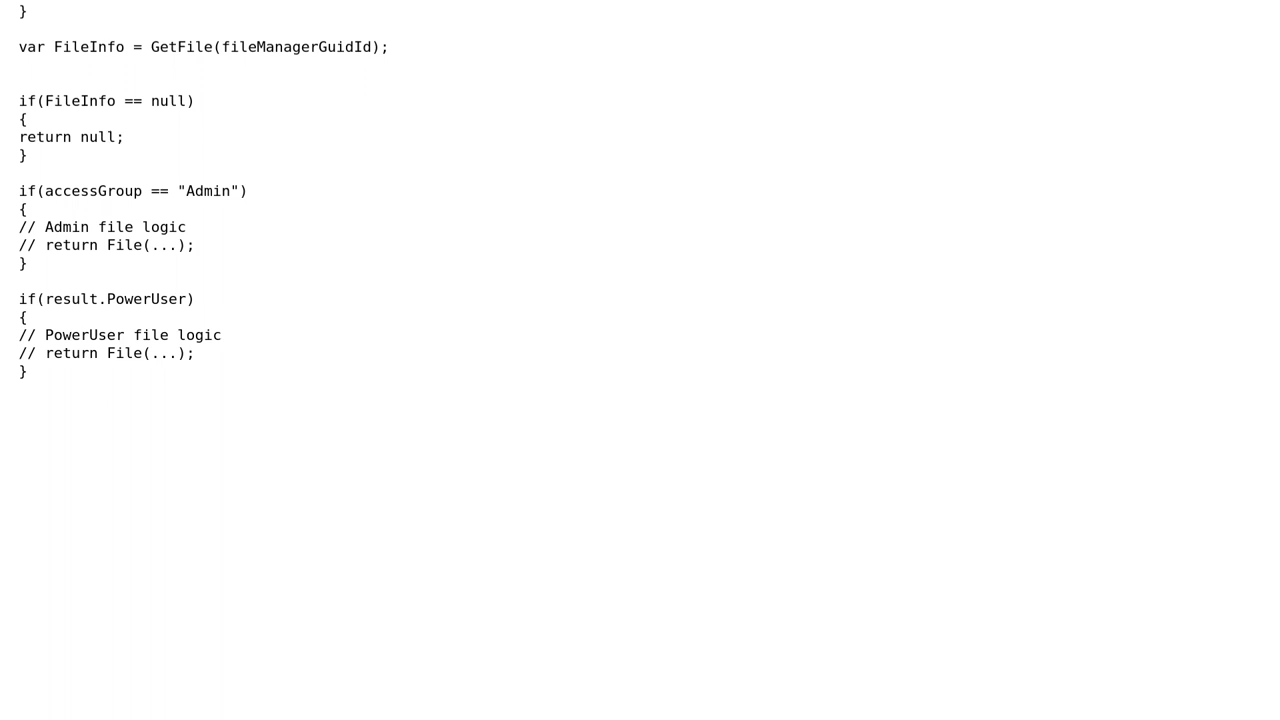 }
var FileInfo = GetFile(fileManagerGuidId);
if(FileInfo == null)
{
return null;
}
if(accessGroup == "Admin")
{
// Admin file logic
// return File(...);
}
if(result.PowerUser)
{
// PowerUser file logic
// return File(...);
}